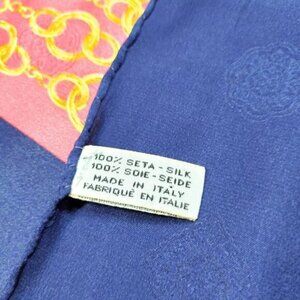 100% SETA - SILK
100% SOIE - SEIDE
MADE IN ITALY
FABRIQUÉ EN ITALIE